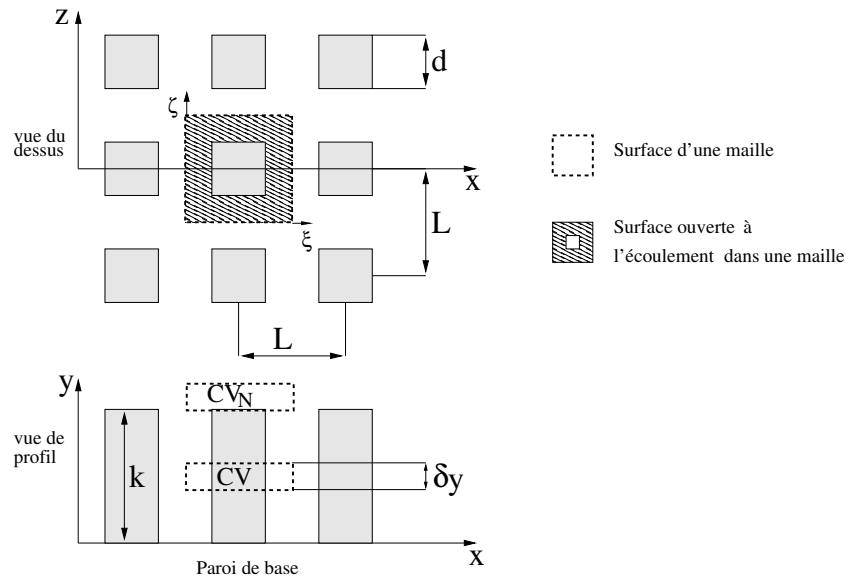 z
d
ζ
vue du
dessus
x
L
ξ
L
Surface d'une maille
Surface ouverte à
l'écoulement dans une maille
y
CV_N
vue de
profil
k
CV
δy
x
Paroi de base